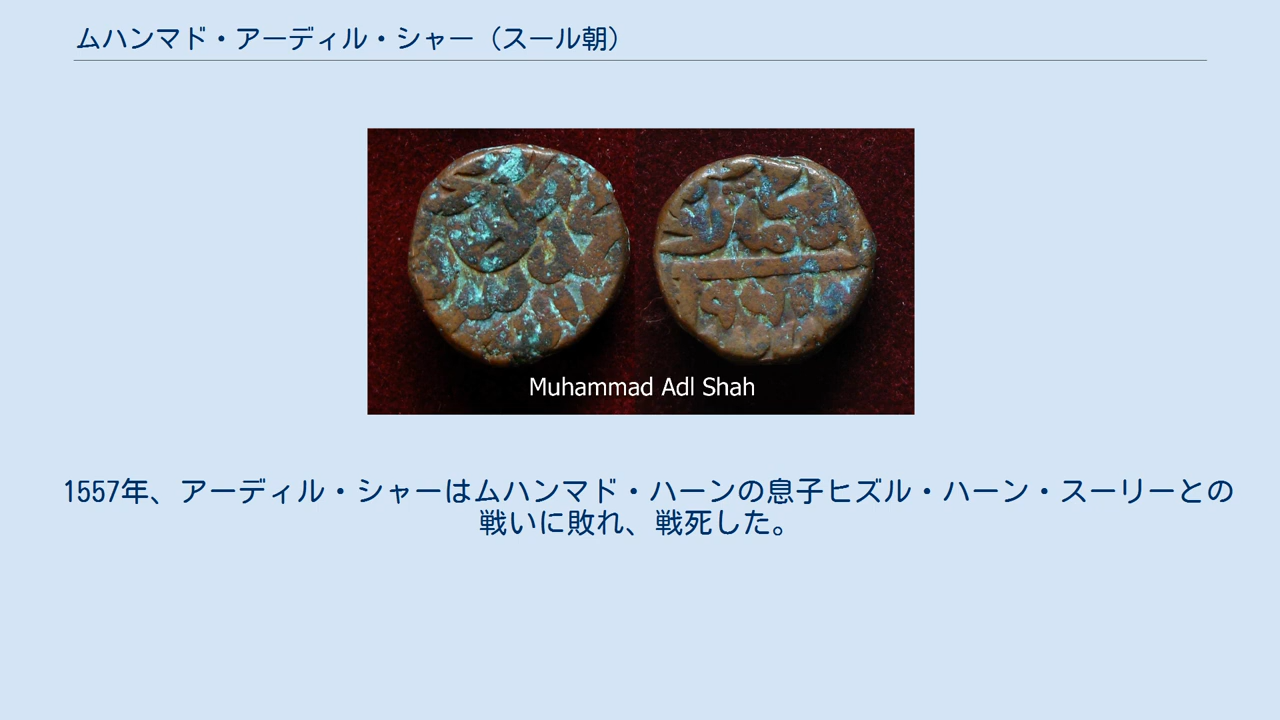 ムハンマド・アーディル・シャー（スール朝）
Muhammad Adl Shah
1557年、アーディル・シャーはムハンマド・ハーンの息子ヒズル・ハーン・スーリーとの
戦いに敗れ、戦死した。